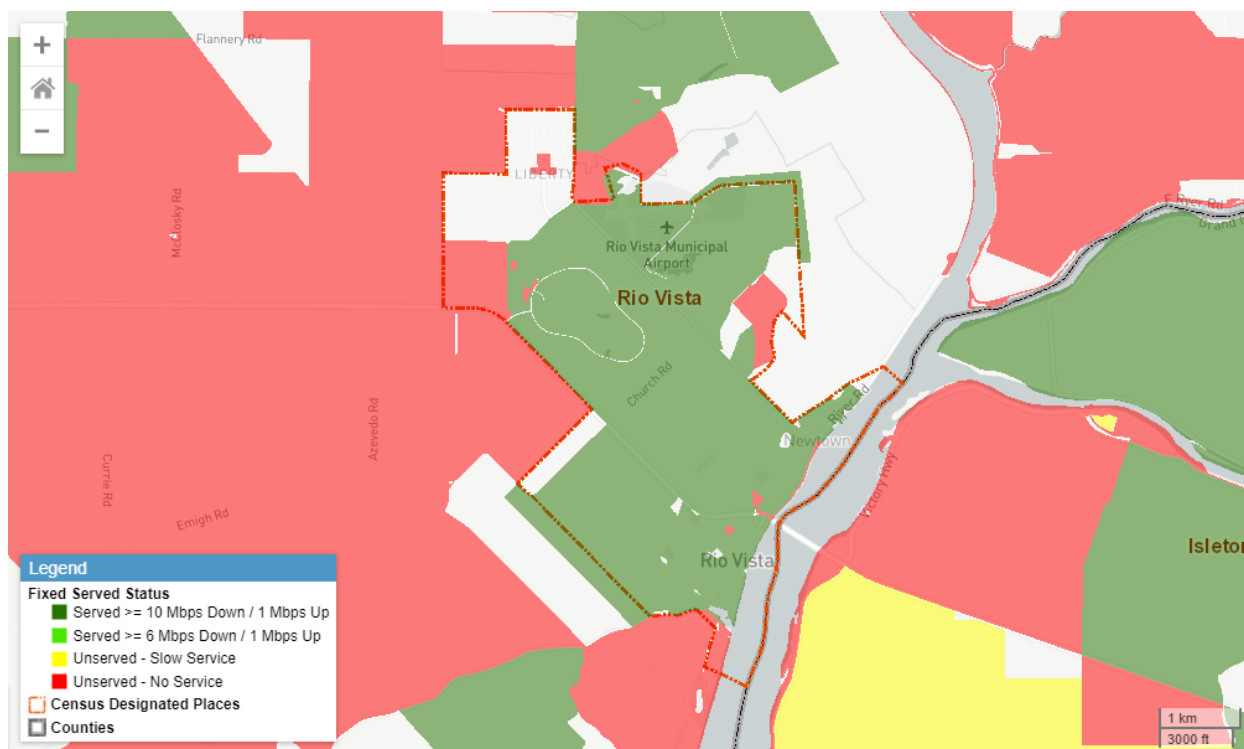 +
−
Flannery Rd
McClosky Rd
LIBERTY
E River Rd
Rio Vista Municipal
Airport
Rio Vista
Church Rd
Azevedo Rd
River Rd
Newtown
Currie Rd
Emigh Rd
Victory Hwy
Rio Vista
Isleton
Legend
Fixed Served Status
Served >= 10 Mbps Down / 1 Mbps Up
Served >= 6 Mbps Down / 1 Mbps Up
Unserved - Slow Service
Unserved - No Service
Census Designated Places
Counties
1 km
3000 ft